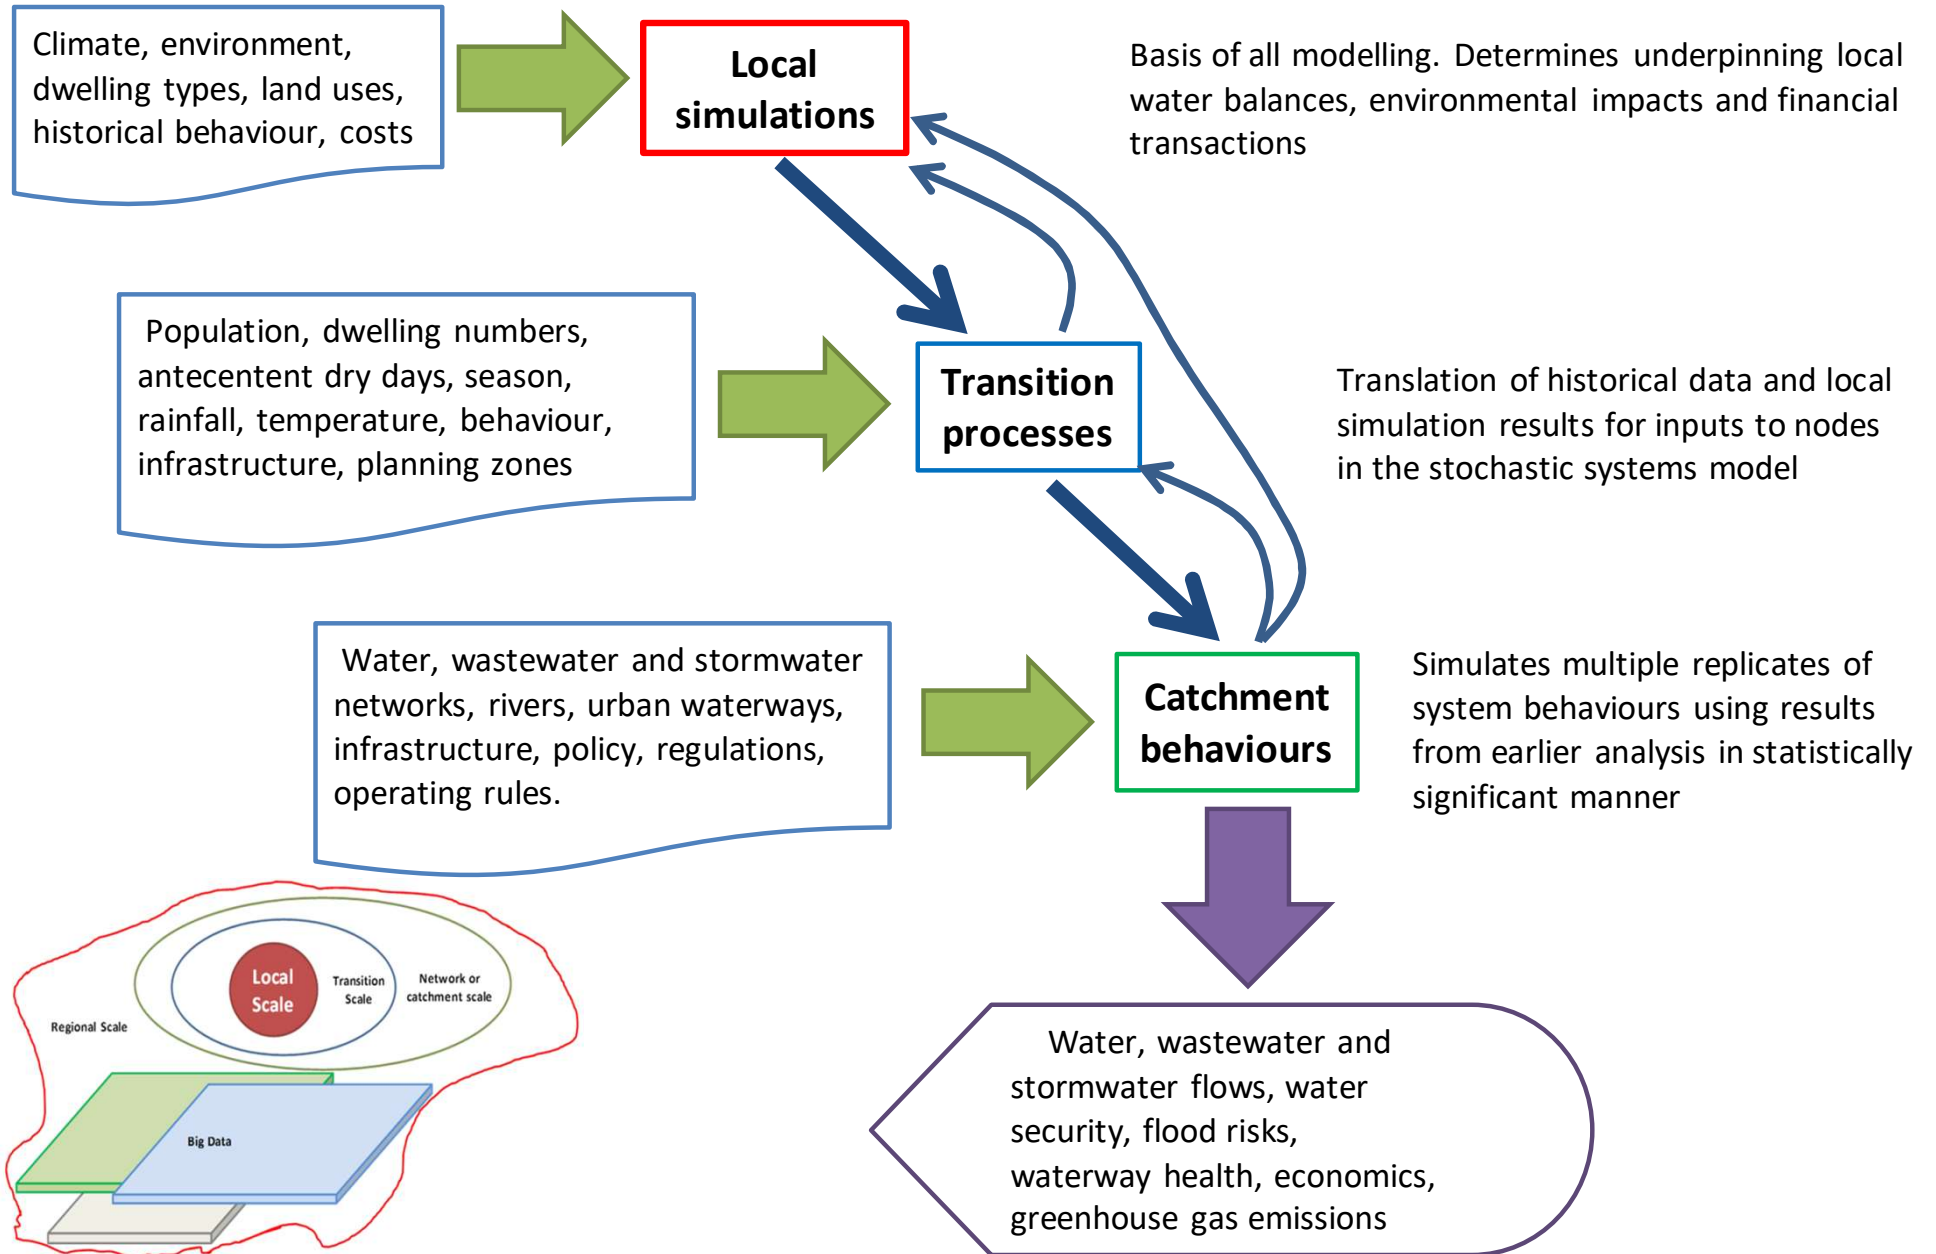 Climate, environment,
dwelling types, land uses,
historical behaviour, costs
Local
simulations
Basis of all modelling. Determines underpinning local
water balances, environmental impacts and financial
transactions
Population, dwelling numbers,
antecentent dry days, season,
rainfall, temperature, behaviour,
infrastructure, planning zones
Transition
processes
Translation of historical data and local
simulation results for inputs to nodes
in the stochastic systems model
Water, wastewater and stormwater
networks, rivers, urban waterways,
infrastructure, policy, regulations,
operating rules.
Catchment
behaviours
Simulates multiple replicates of
system behaviours using results
from earlier analysis in statistically
significant manner
Local
Scale
Transition
Scale
Network or
catchment scale
Regional Scale
Big Data
Water, wastewater and
stormwater flows, water
security, flood risks,
waterway health, economics,
greenhouse gas emissions